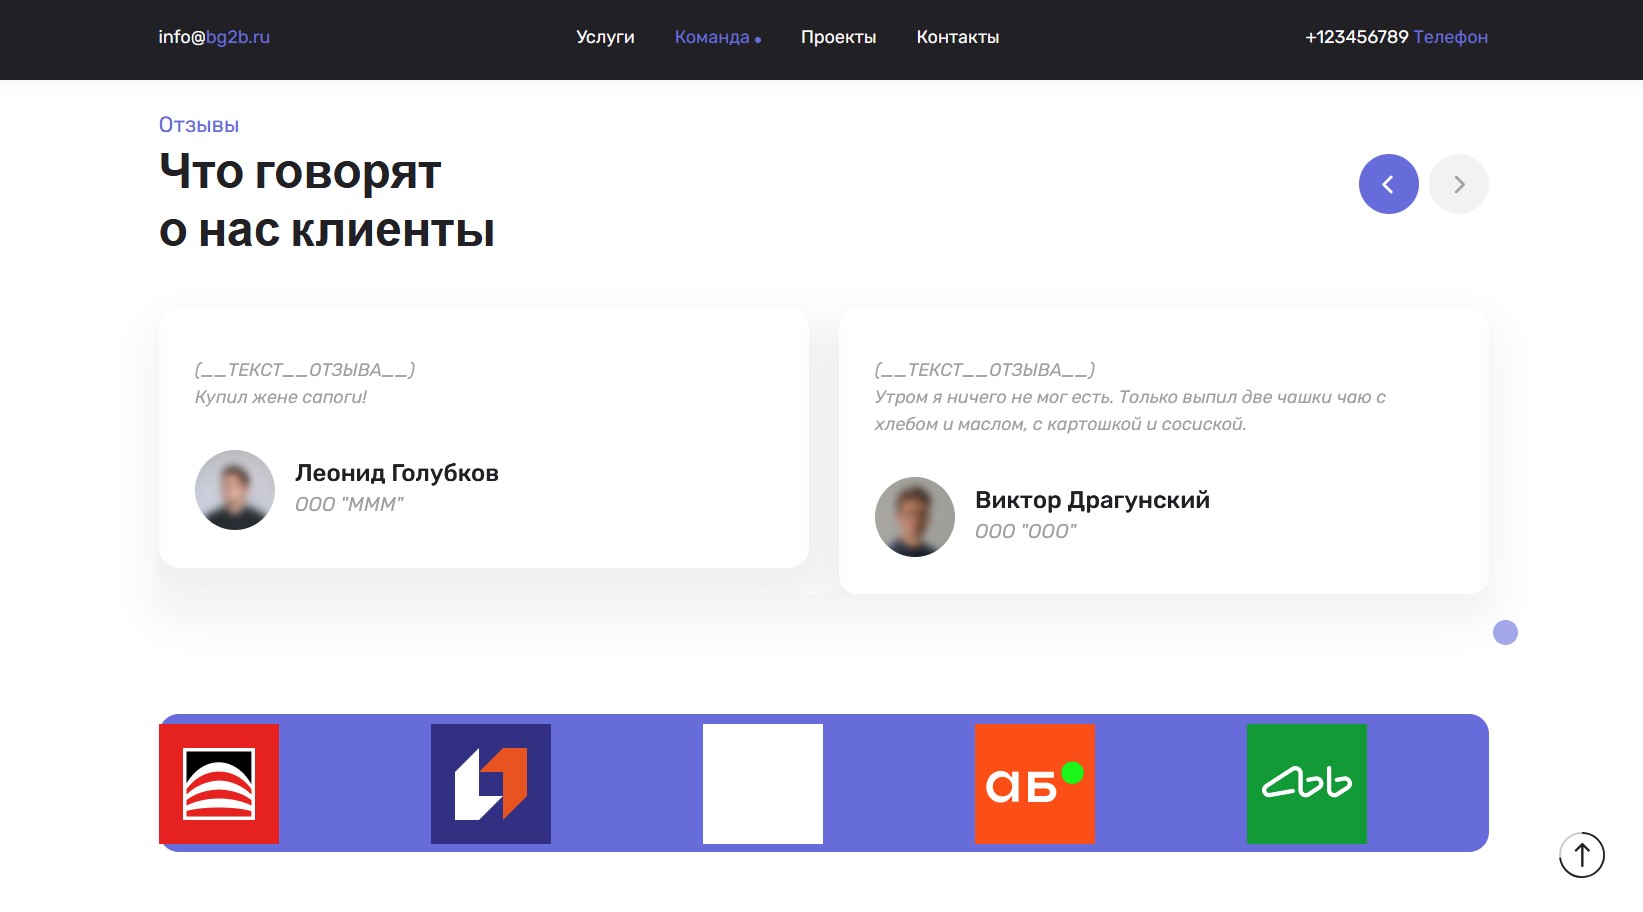 info@bg2b.ru
Услуги
Команда
Проекты
Контакты
+123456789 Телефон
Отзывы
Что говорят
о нас клиенты
(__ТЕКСТ__ОТЗЫВА__)
Купил жене сапоги!
Леонид Голубков
ООО "МММ"
(__ТЕКСТ__ОТЗЫВА__)
Утром я ничего не мог есть. Только выпил две чашки чаю с
хлебом и маслом, с картошкой и сосиской.
Виктор Драгунский
ООО "ООО"
аБ